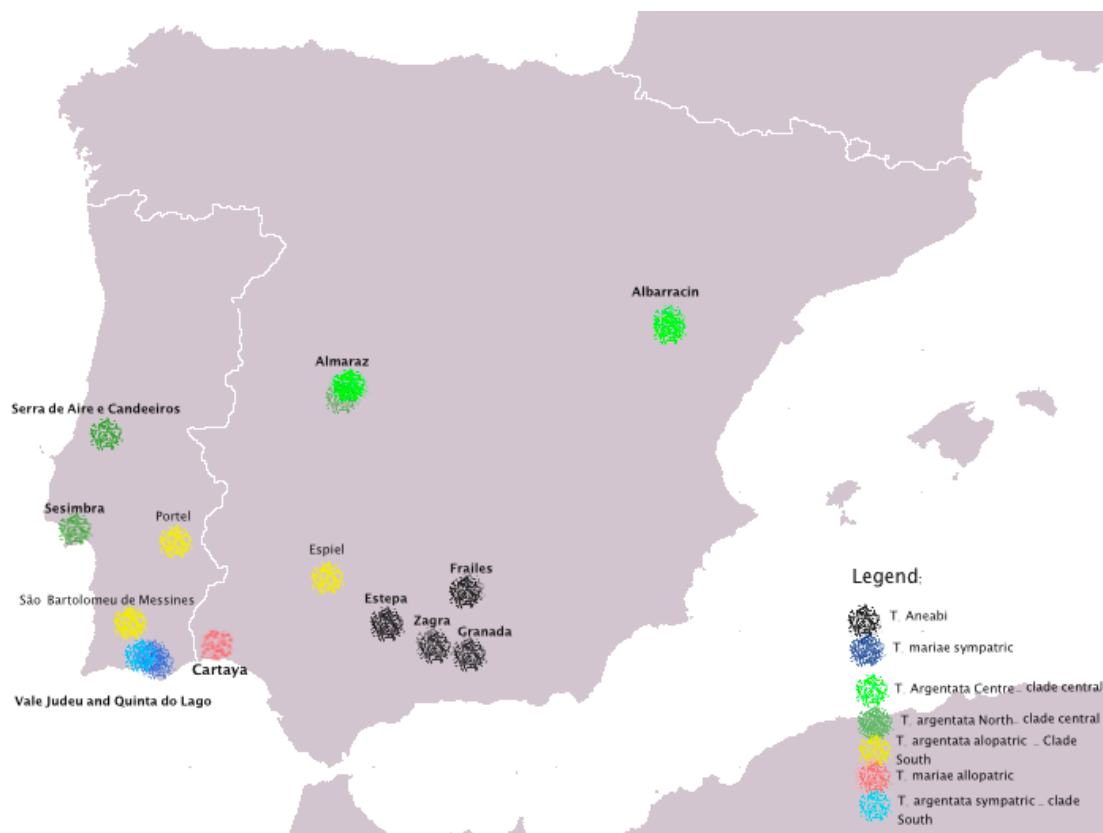 Albarracin
Almaraz
Serra de Aire e Candeeiros
Sesimbra
Portel
Espiel
Frailes
Estepa
São Bartolomeu de Messines
Zagra
Granada
Cartaya
Vale Judeu and Quinta do Lago
Legend:
T. Aneabi
T. mariae sympatric
T. Argentata Centre_ clade central
T. argentata North_ clade central
T. argentata alopatric _ Clade
South
T. mariae allopatric
T. argentata sympatric _ clade
South